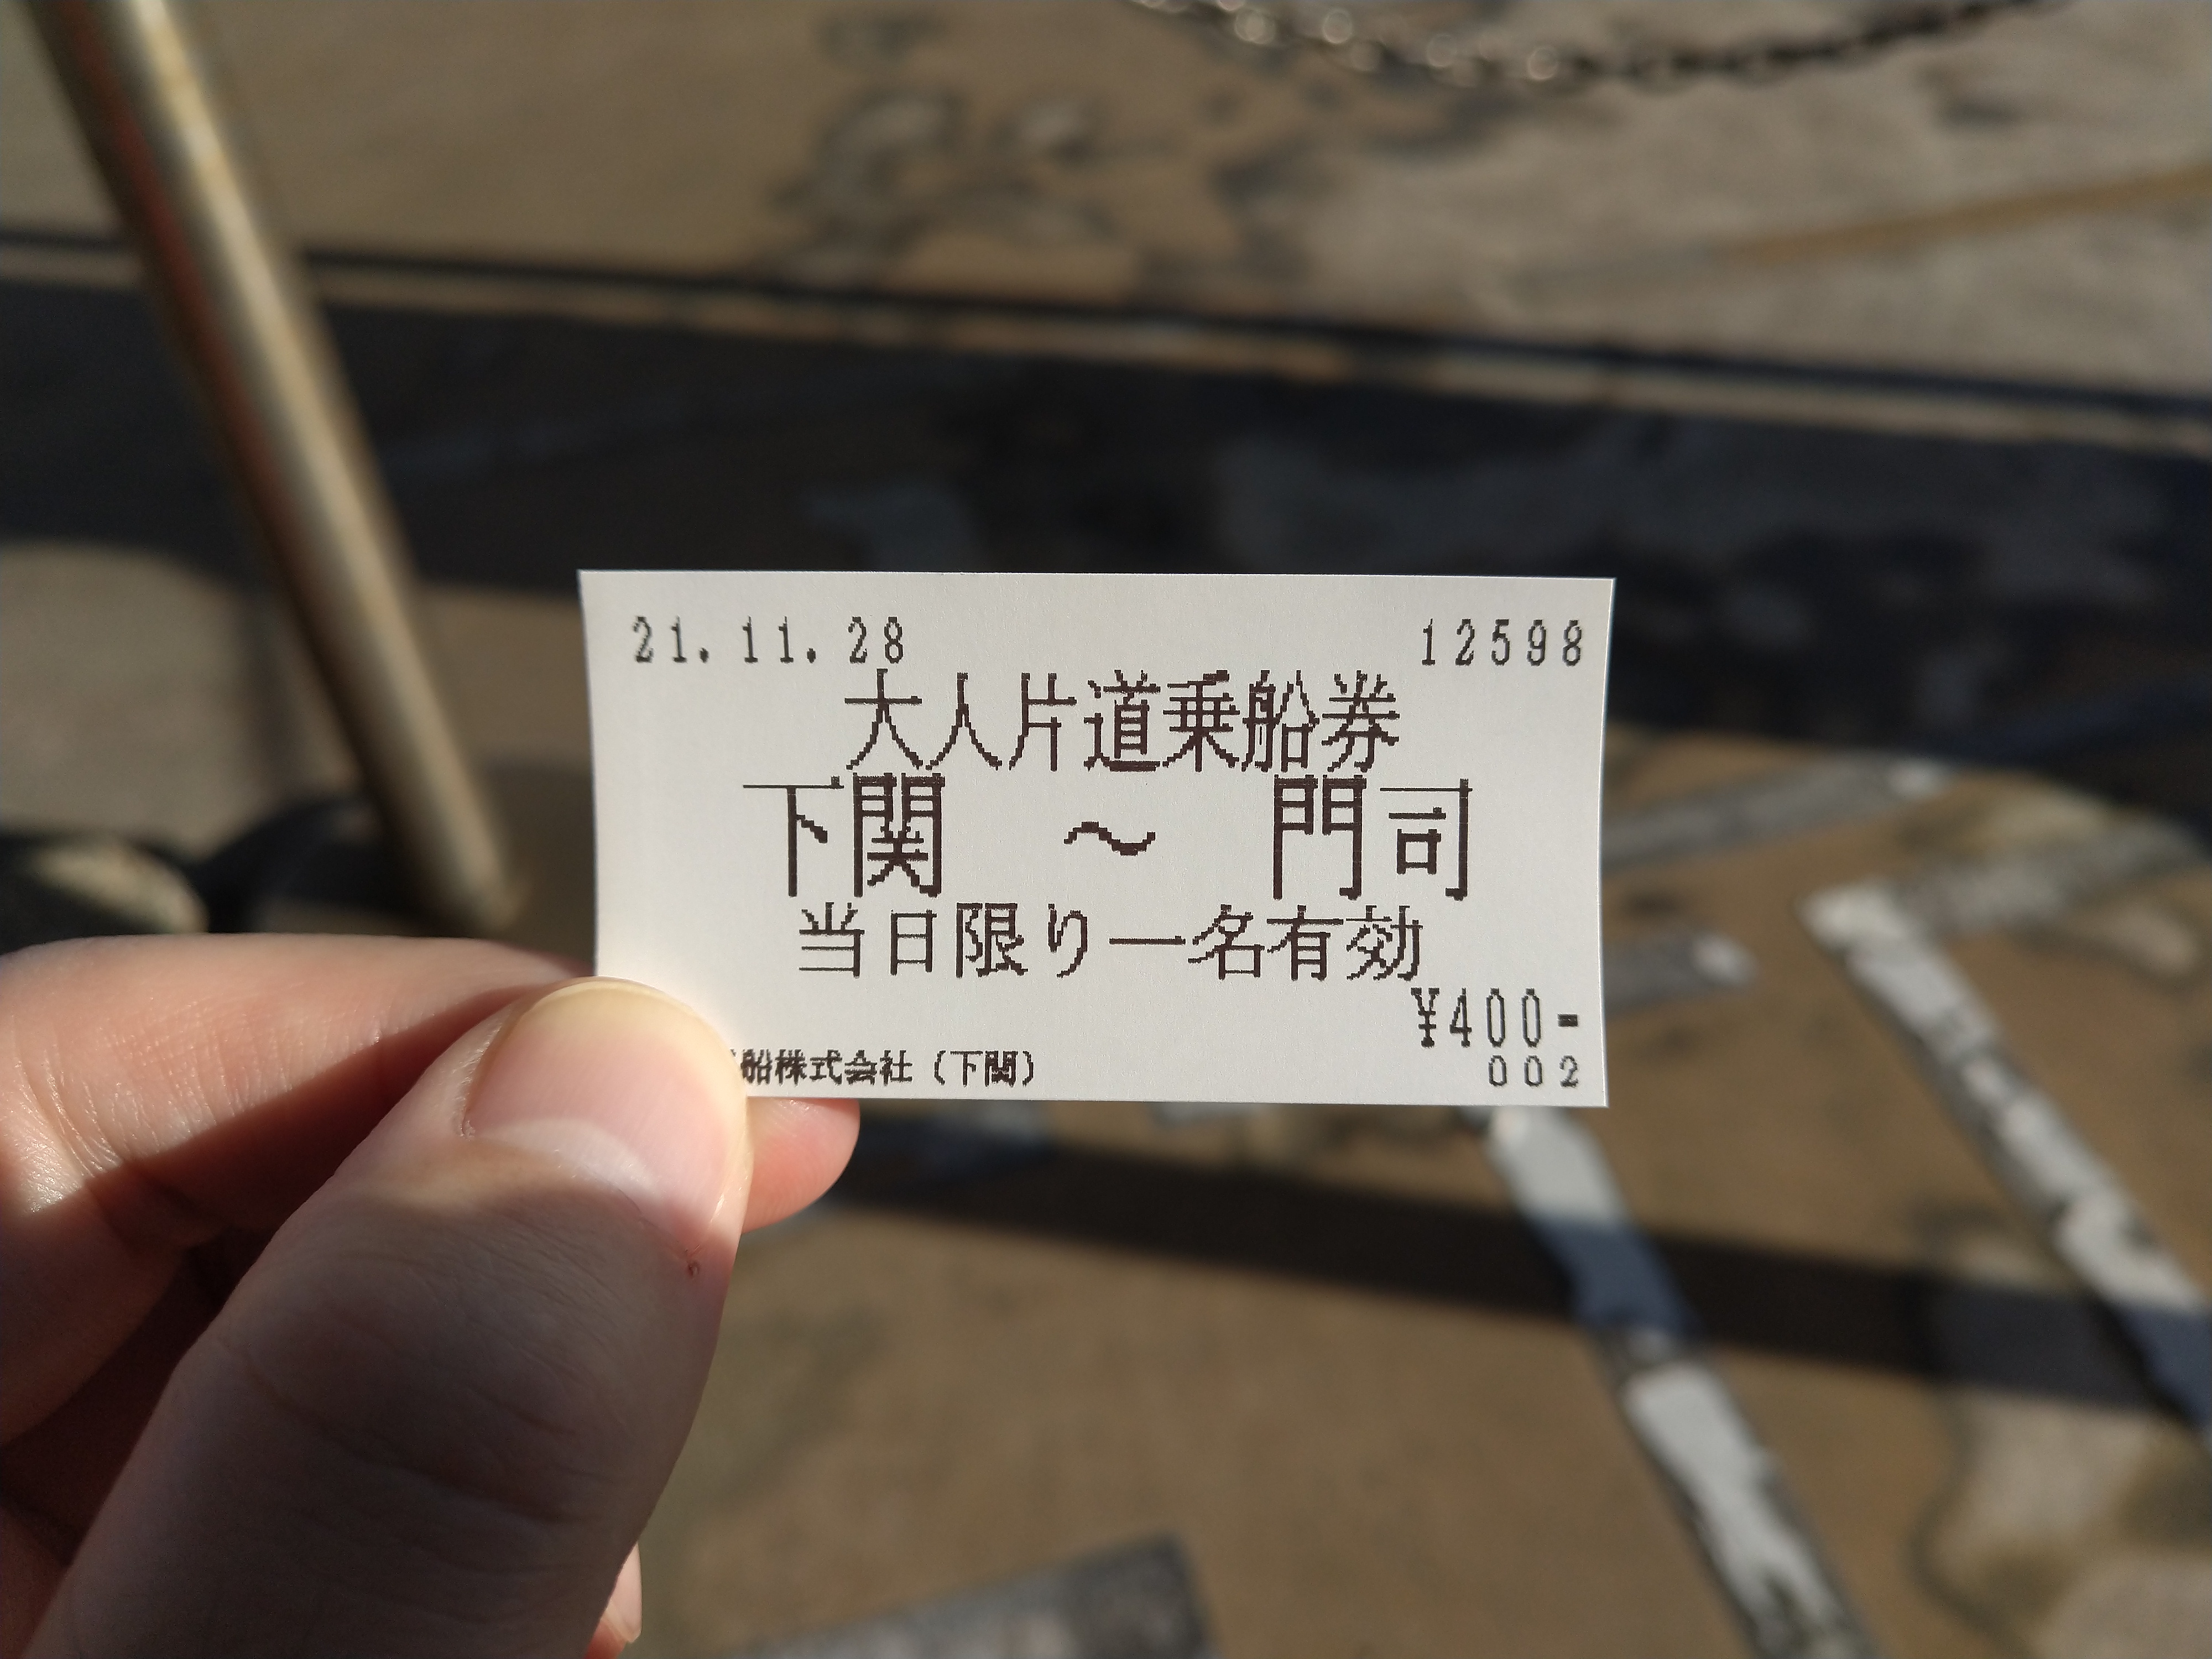 21.11.28 12598
大人片道乗船券
下関 ～ 門司
当日限り一名有効
¥400-
船株式会社（下関） 002